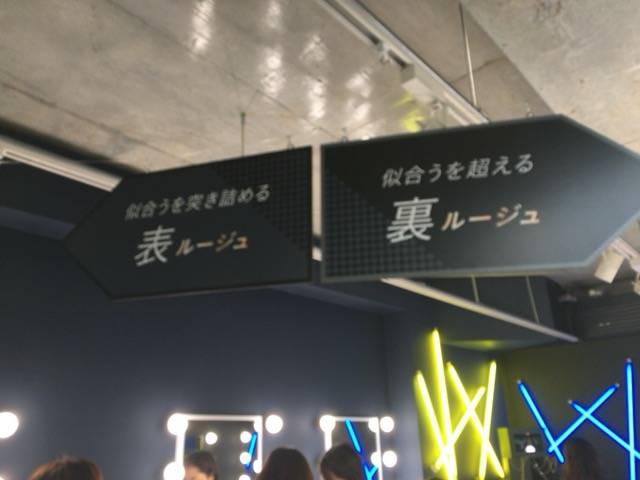 似合うを突き詰める
表ルージュ
似合うを超える
裏ルージュ